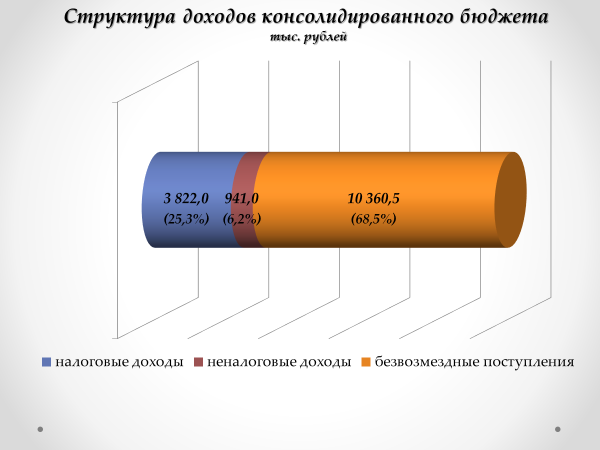 Структура доходов консолидированного бюджета
тыс. рублей
3 822,0 941,0 10 360,5
(25,3%) (6,2%) (68,5%)
налоговые доходы неналоговые доходы безвозмездные поступления